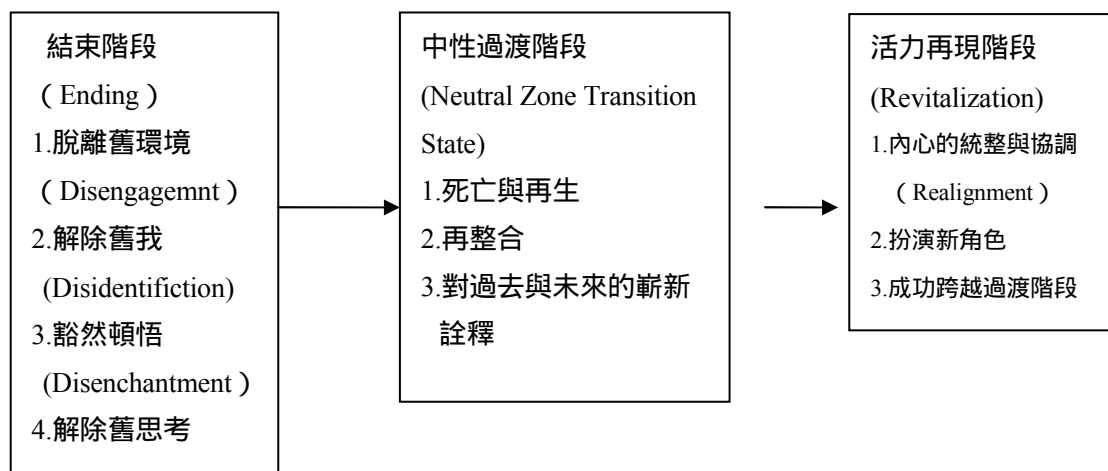 結束階段
（Ending）
1.脫離舊環境
（Disengagemnt）
2.解除舊我
(Disidentifiction)
3.豁然頓悟
(Disenchantment）
4.解除舊思考
中性過渡階段
(Neutral Zone Transition
State)
1.死亡與再生
2.再整合
3.對過去與未來的嶄新
詮釋
活力再現階段
(Revitalization)
1.內心的統整與協調
（Realignment）
2.扮演新角色
3.成功跨越過渡階段